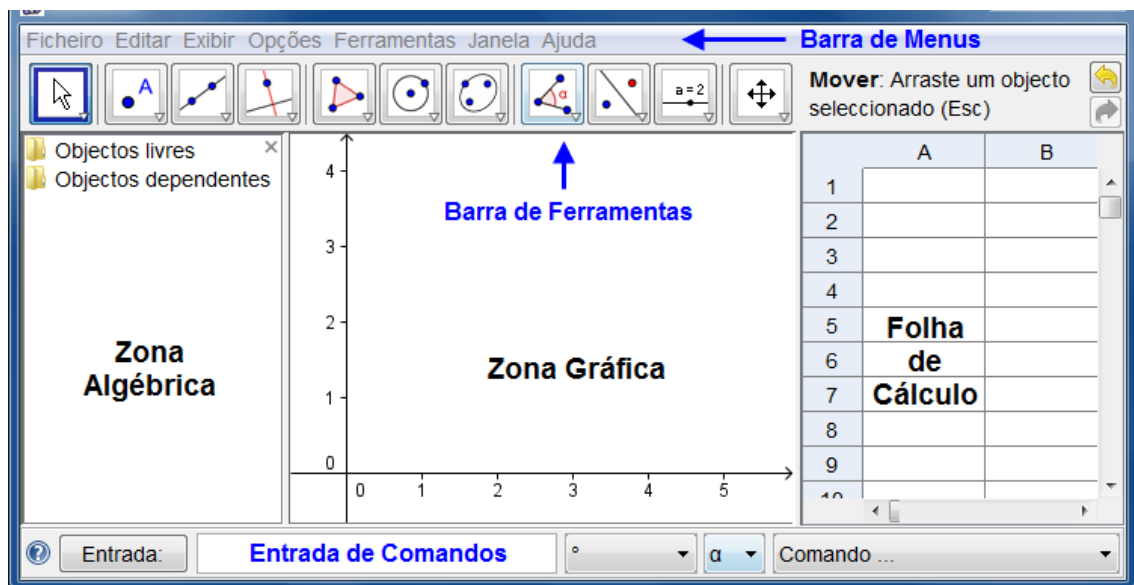 Ficheiro Editar Exibir Opções Ferramentas Janela Ajuda
Barra de Menus
A
α
a = 2
Mover: Arraste um objecto
seleccionado (Esc)
Objectos livres
Objectos dependentes
Zona
Algébrica
4
3
2
1
0
0 1 2 3 4 5
Barra de Ferramentas
Zona Gráfica
A B
1
2
3
4
5
6
7
8
9
10
Folha
de
Cálculo
Entrada: Entrada de Comandos ° α Comando ...